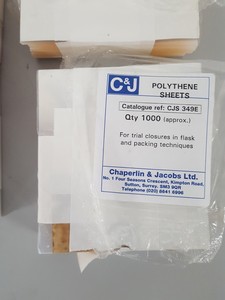 C&J
POLYTHENE
SHEETS
Catalogue ref: CJS 349E
Qty 1000 (approx.)
For trial closures in flask
and packing techniques
Chaperlin & Jacobs Ltd.
No. 1 Four Seasons Crescent, Kimpton Road,
Sutton, Surrey. SM3 9QR
Telephone (020) 8641 6996